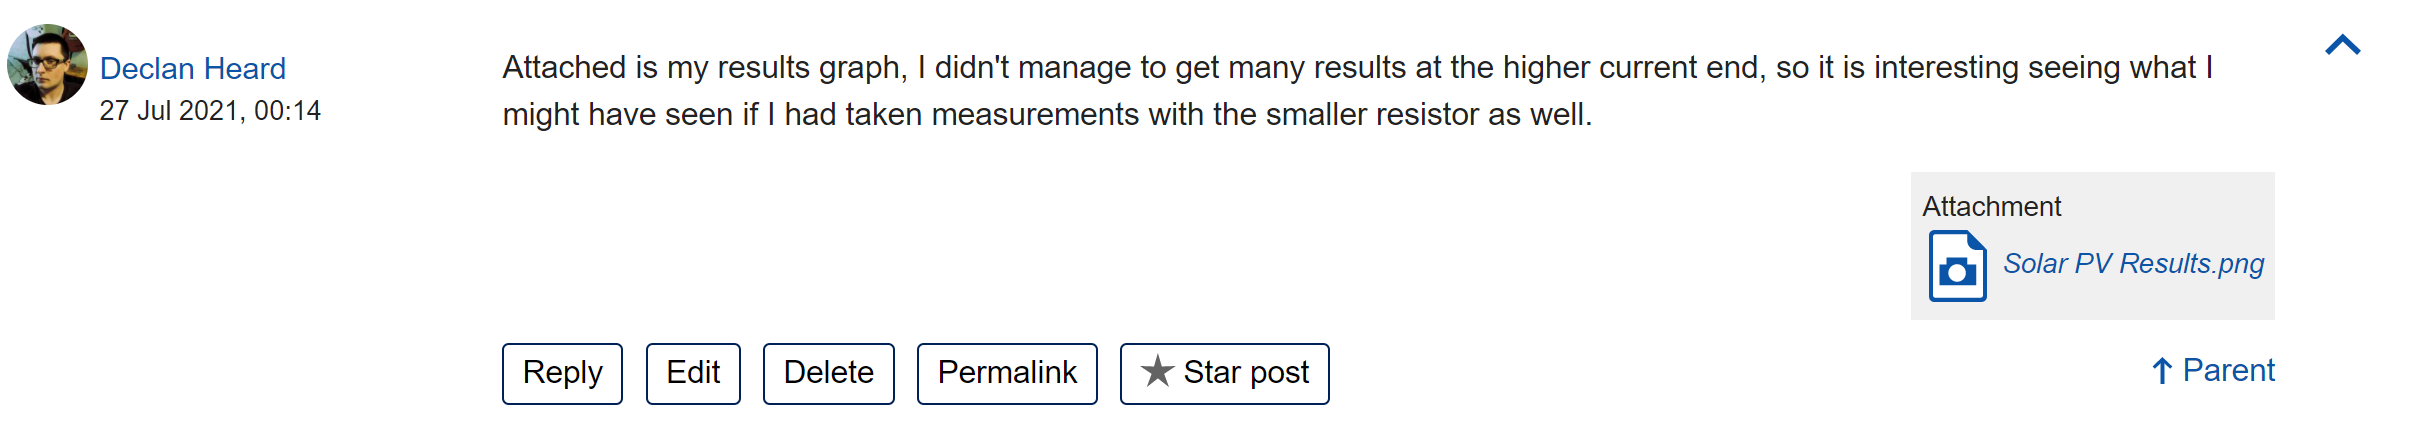 Declan Heard
27 Jul 2021, 00:14
Attached is my results graph, I didn't manage to get many results at the higher current end, so it is interesting seeing what I
might have seen if I had taken measurements with the smaller resistor as well.
Attachment
Solar PV Results.png
Reply Edit Delete Permalink Star post
Parent